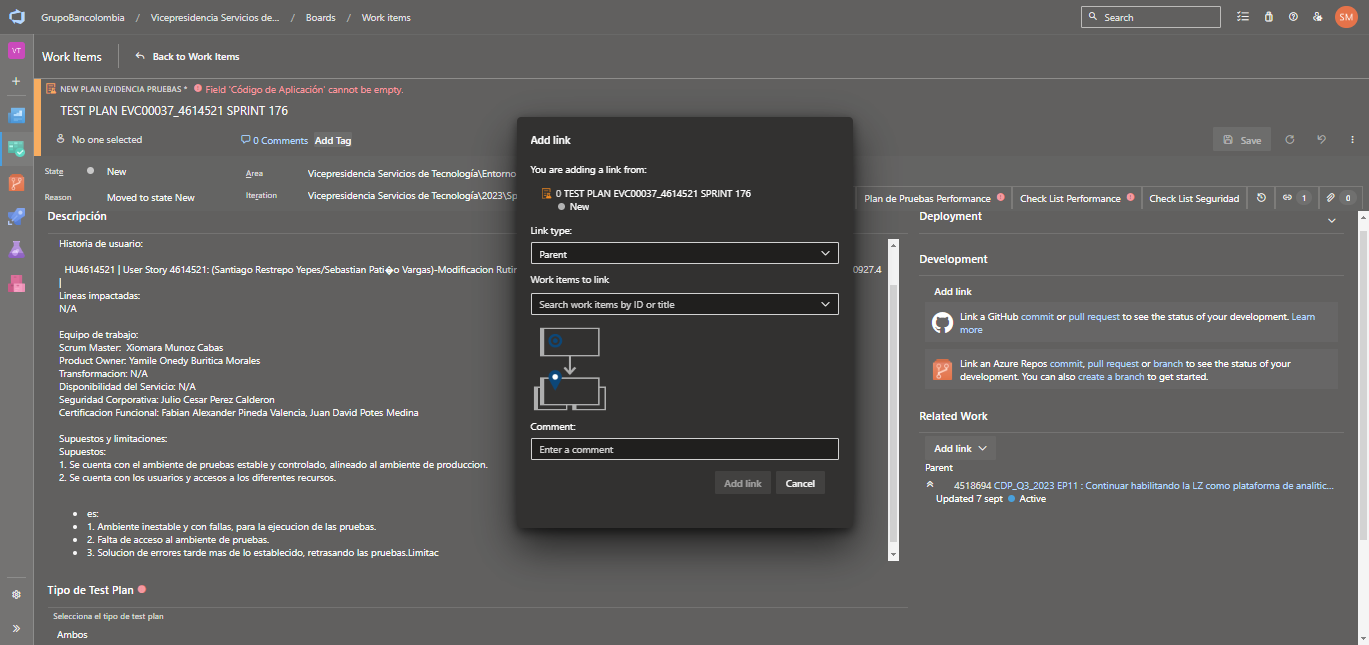 GrupoBancolombia / Vicepresidencia Servicios de... / Boards / Work items
Search
SM
VT
Work Items
Back to Work Items
NEW PLAN EVIDENCIA PRUEBAS * Field 'Código de Aplicación' cannot be empty.
TEST PLAN EVC00037_4614521 SPRINT 176
No one selected
0 Comments
Add Tag
Save
State
New
Area
Vicepresidencia Servicios de Tecnología\Entorno
Reason
Moved to state New
Iteration
Vicepresidencia Servicios de Tecnología\2023\Sp
Plan de Pruebas Performance
Check List Performance
Check List Seguridad
1
0
Descripción
Historia de usuario:
HU4614521 | User Story 4614521: (Santiago Restrepo Yepes/Sebastian Pati�o Vargas)-Modificacion Rutin
0927.4
|
Lineas impactadas:
N/A
Equipo de trabajo:
Scrum Master: Xiomara Munoz Cabas
Product Owner: Yamile Onedy Buritica Morales
Transformacion: N/A
Disponibilidad del Servicio: N/A
Seguridad Corporativa: Julio Cesar Perez Calderon
Certificacion Funcional: Fabian Alexander Pineda Valencia, Juan David Potes Medina
Supuestos y limitaciones:
Supuestos:
1. Se cuenta con el ambiente de pruebas estable y controlado, alineado al ambiente de produccion.
2. Se cuenta con los usuarios y accesos a los diferentes recursos.
es:
1. Ambiente inestable y con fallas, para la ejecucion de las pruebas.
2. Falta de acceso al ambiente de pruebas.
3. Solucion de errores tarde mas de lo establecido, retrasando las pruebas.Limitac
Tipo de Test Plan
Selecciona el tipo de test plan
Ambos
Add link
You are adding a link from:
0 TEST PLAN EVC00037_4614521 SPRINT 176
New
Link type:
Parent
Work items to link
Search work items by ID or title
Comment:
Enter a comment
Add link
Cancel
Deployment
Development
Add link
Link a GitHub commit or pull request to see the status of your development. Learn
more
Link an Azure Repos commit, pull request or branch to see the status of your
development. You can also create a branch to get started.
Related Work
Add link
Parent
4518694 CDP_Q3_2023 EP11 : Continuar habilitando la LZ como plataforma de analitic...
Updated 7 sept Active